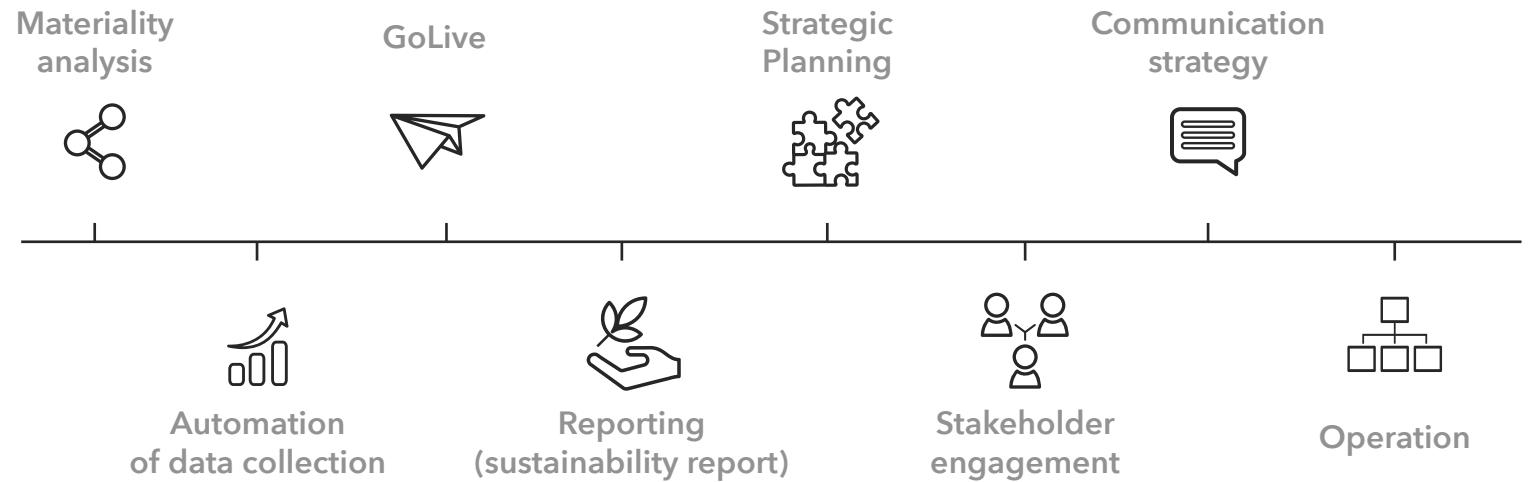 Materiality
analysis
GoLive
Strategic
Planning
Communication
strategy
Automation
of data collection
Reporting
(sustainability report)
Stakeholder
engagement
Operation